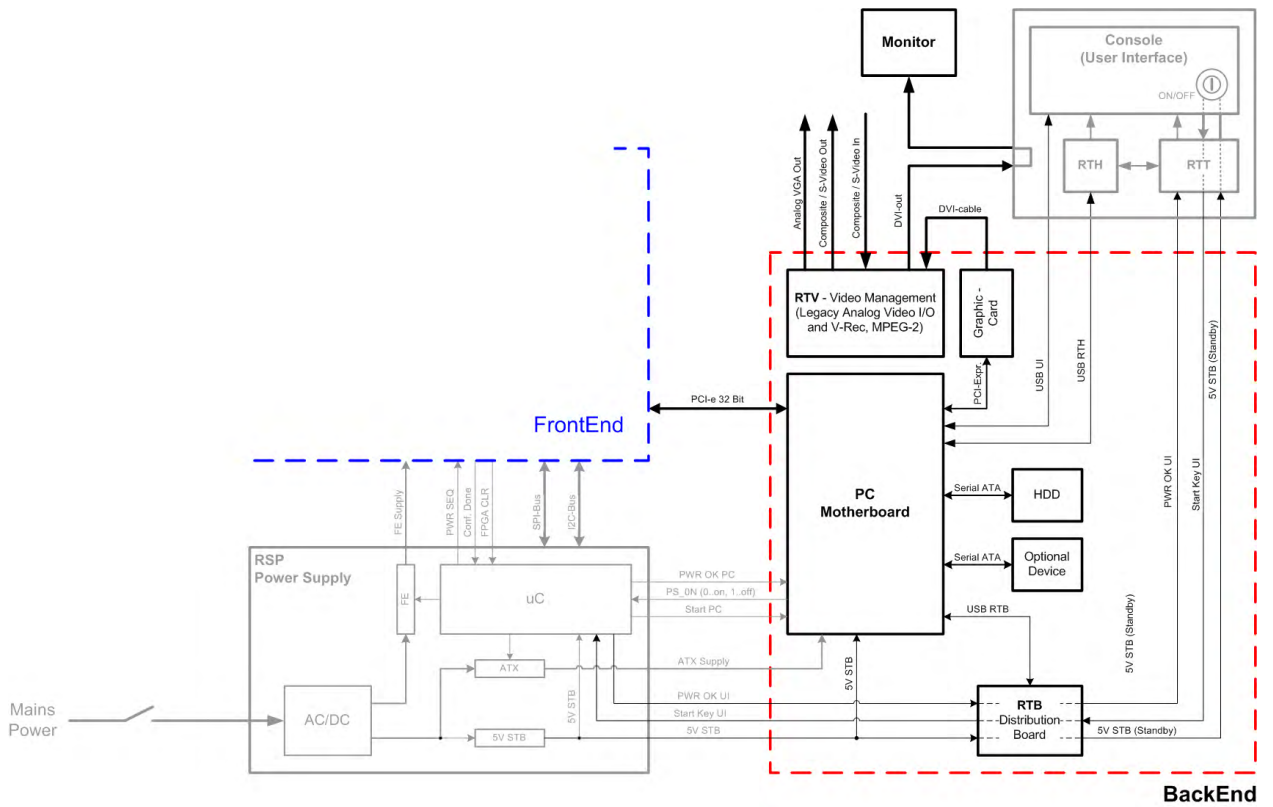 Monitor
Console
(User Interface)
ON/OFF
RTH
RTT
Analog VGA Out
Composite / S-Video Out
Composite / S-Video In
DVI-out
DVI-cable
RTV - Video Management
(Legacy Analog Video I/O
and V-Rec, MPEG-2)
Graphic -
Card
PCI-Expr.
USB UI
USB RTH
5V STB (Standby)
PCI-e 32 Bit
FrontEnd
PC
Motherboard
Serial ATA
HDD
Serial ATA
Optional
Device
PWR OK UI
Start Key UI
FE Supply
PWR SEQ
Conf. Done
FPGA CLR
SPI-Bus
I2C-Bus
RSP
Power Supply
FE
uC
PWR OK PC
PS_0N (0..on, 1..off)
Start PC
USB RTB
5V STB (Standby)
ATX
ATX Supply
5V STB
5V STB
Mains
Power
AC/DC
PWR OK UI
Start Key UI
5V STB
5V STB
RTB
Distribution
Board
5V STB (Standby)
BackEnd